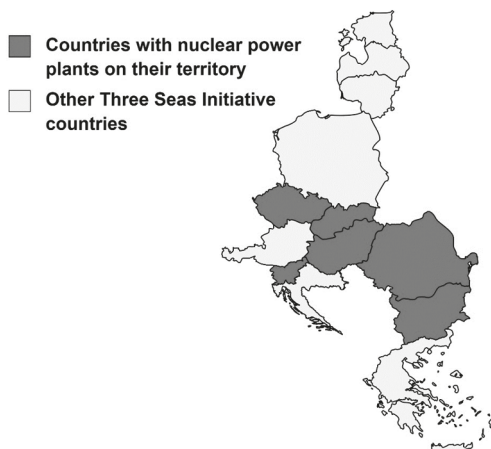 Countries with nuclear power
plants on their territory
Other Three Seas Initiative
countries